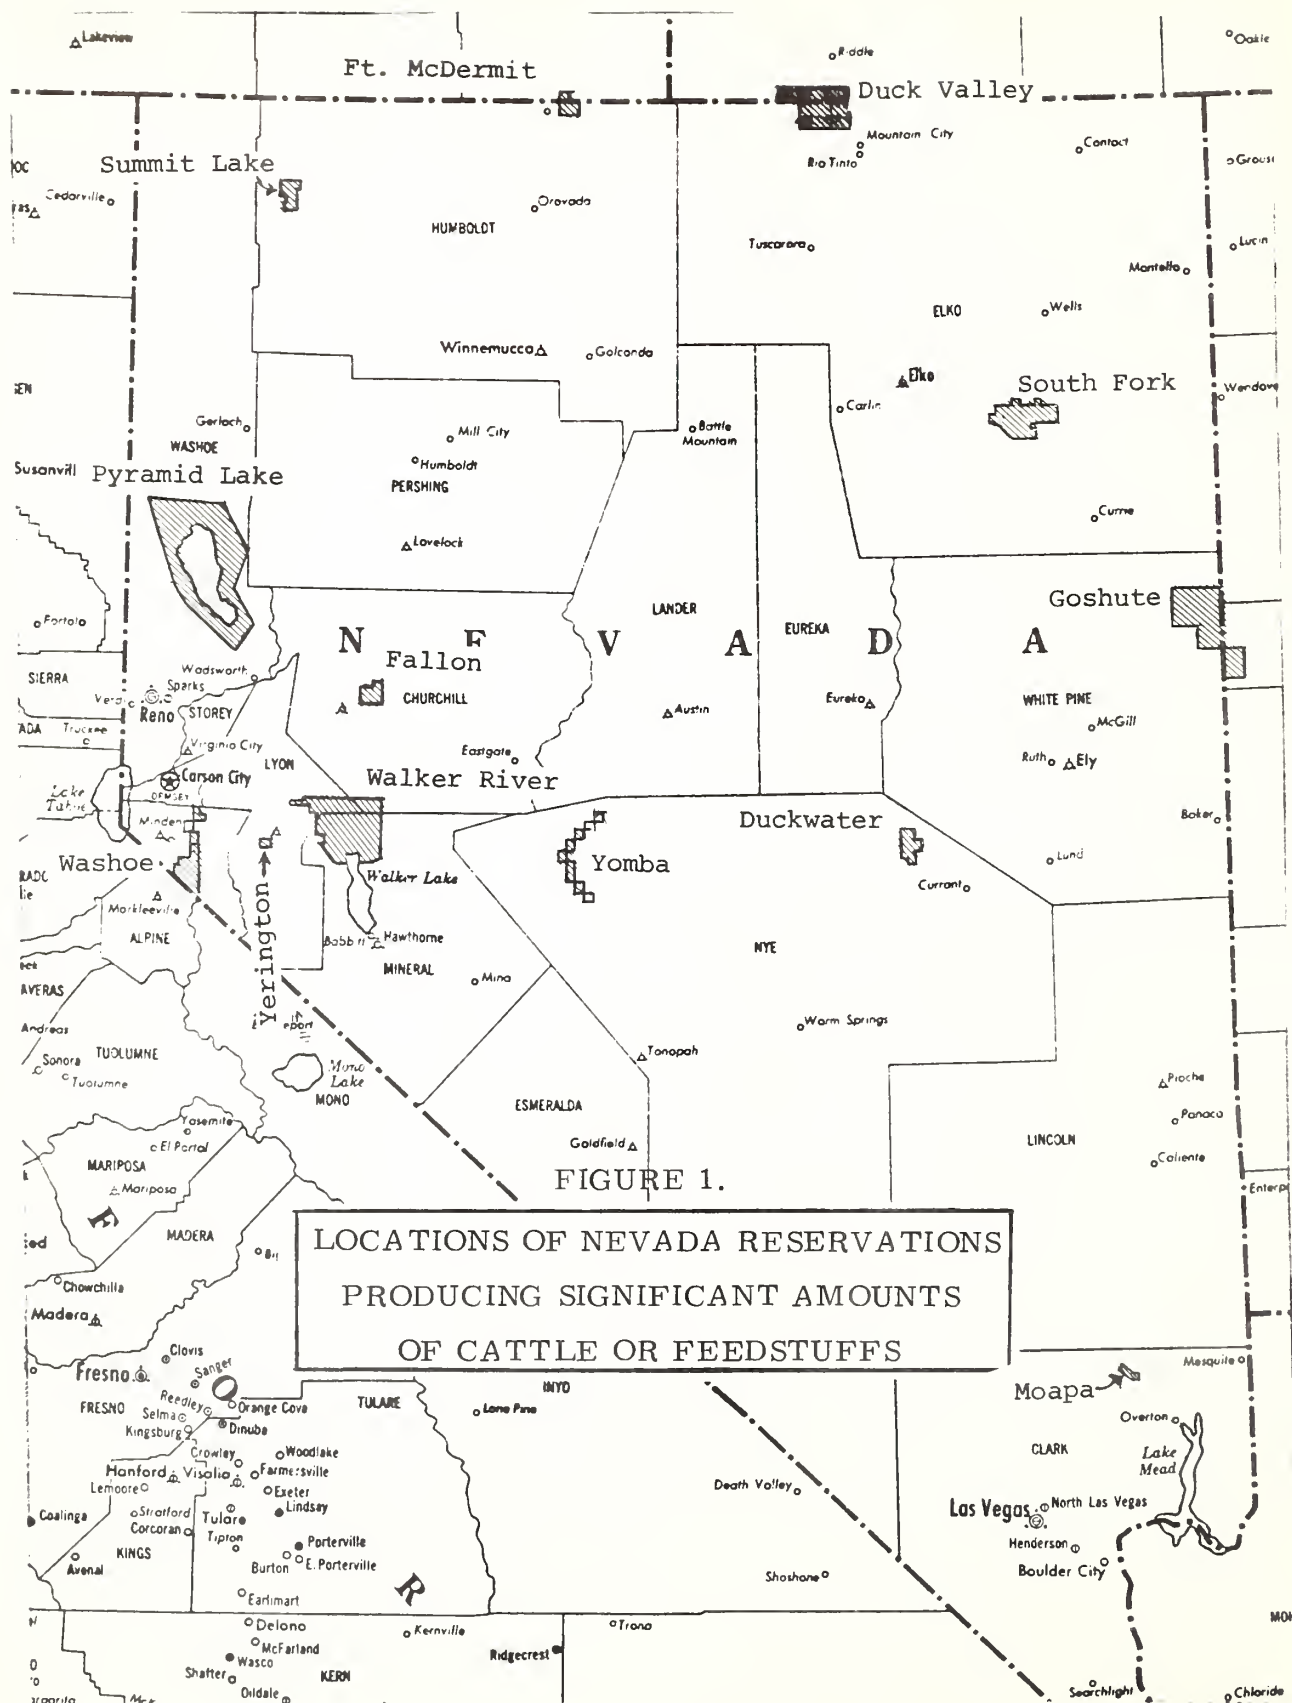 Lakeview
Riddle
Oakle
Ft. McDermit
Duck Valley
Mountain City
Contact
Rio Tinto
Summit Lake
Cedarville
Orovada
HUMBOLDT
Tuscarora
Lucin
Montello
ELKO
Wells
Winnemucca
Golconda
Elko
South Fork
Wendove
Carlin
Gerlach
WASHOE
Mill City
Battle
Mountain
Humboldt
Susanvill
Pyramid Lake
PERSHING
Currie
Lovelock
Goshute
LANDER
EUREKA
Portola
N E V A D A
Fallon
SIERRA
Wadsworth
Sparks
Verdi
CHURCHILL
WHITE PINE
Reno
STOREY
Austin
Eureka
McGill
ADA
Truckee
Virginia City
LYON
Eastgate
Ruth
Ely
Carson City
Walker River
Lake
Tahoe
Minden
Duckwater
Baker
Washoe
Yomba
Lund
Walker Lake
Currant
Markleeville
ALPINE
Yerington
Babbitt
Hawthorne
MINERAL
NYE
Mina
AVERAS
Andreas
Warm Springs
TUOLUMNE
Sonora
Tuolumne
Mono
Lake
MONO
Tonopah
Pioche
ESMERALDA
Panaca
Yosemite
El Portal
Goldfield
LINCOLN
MARIPOSA
Caliente
Mariposa
FIGURE 1.
Enterp
F
MADERA
LOCATIONS OF NEVADA RESERVATIONS
PRODUCING SIGNIFICANT AMOUNTS
OF CATTLE OR FEEDSTUFFS
Chowchilla
Madera
Clovis
Mesquite
Fresno
Sanger
O
INYO
Moapa
FRESNO
Reedley
Orange Cove
TULARE
Lone Pine
Selma
Overton
Kingsburg
Dinuba
CLARK
Crowley
Woodlake
Lake
Mead
Hanford
Visalia
Farmersville
Lemoore
Exeter
Death Valley
Coalinga
Stratford
Tulare
Lindsay
Las Vegas
North Las Vegas
Corcoran
Tipton
Porterville
Henderson
KINGS
Burton
E. Porterville
Boulder City
Avenal
Shoshone
R
Earlimart
Delano
Kernville
Trona
McFarland
Wasco
Ridgecrest
Shafter
KERN
Oildale
Searchlight
Chloride